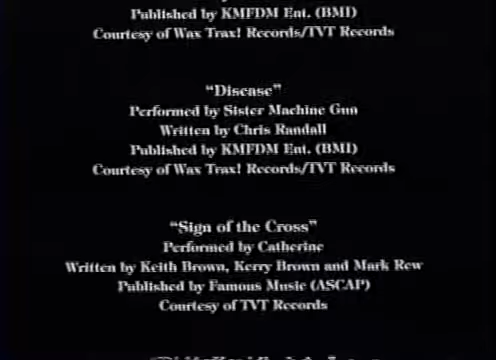 Published by KMFDM Ent. (BMI)
Courtesy of Wax Trax! Records/TVT Records
“Disease”
Performed by Sister Machine Gun
Written by Chris Randall
Published by KMFDM Ent. (BMI)
Courtesy of Wax Trax! Records/TVT Records
“Sign of the Cross”
Performed by Catherine
Written by Keith Brown, Kerry Brown and Mark Rew
Published by Famous Music (ASCAP)
Courtesy of TVT Records